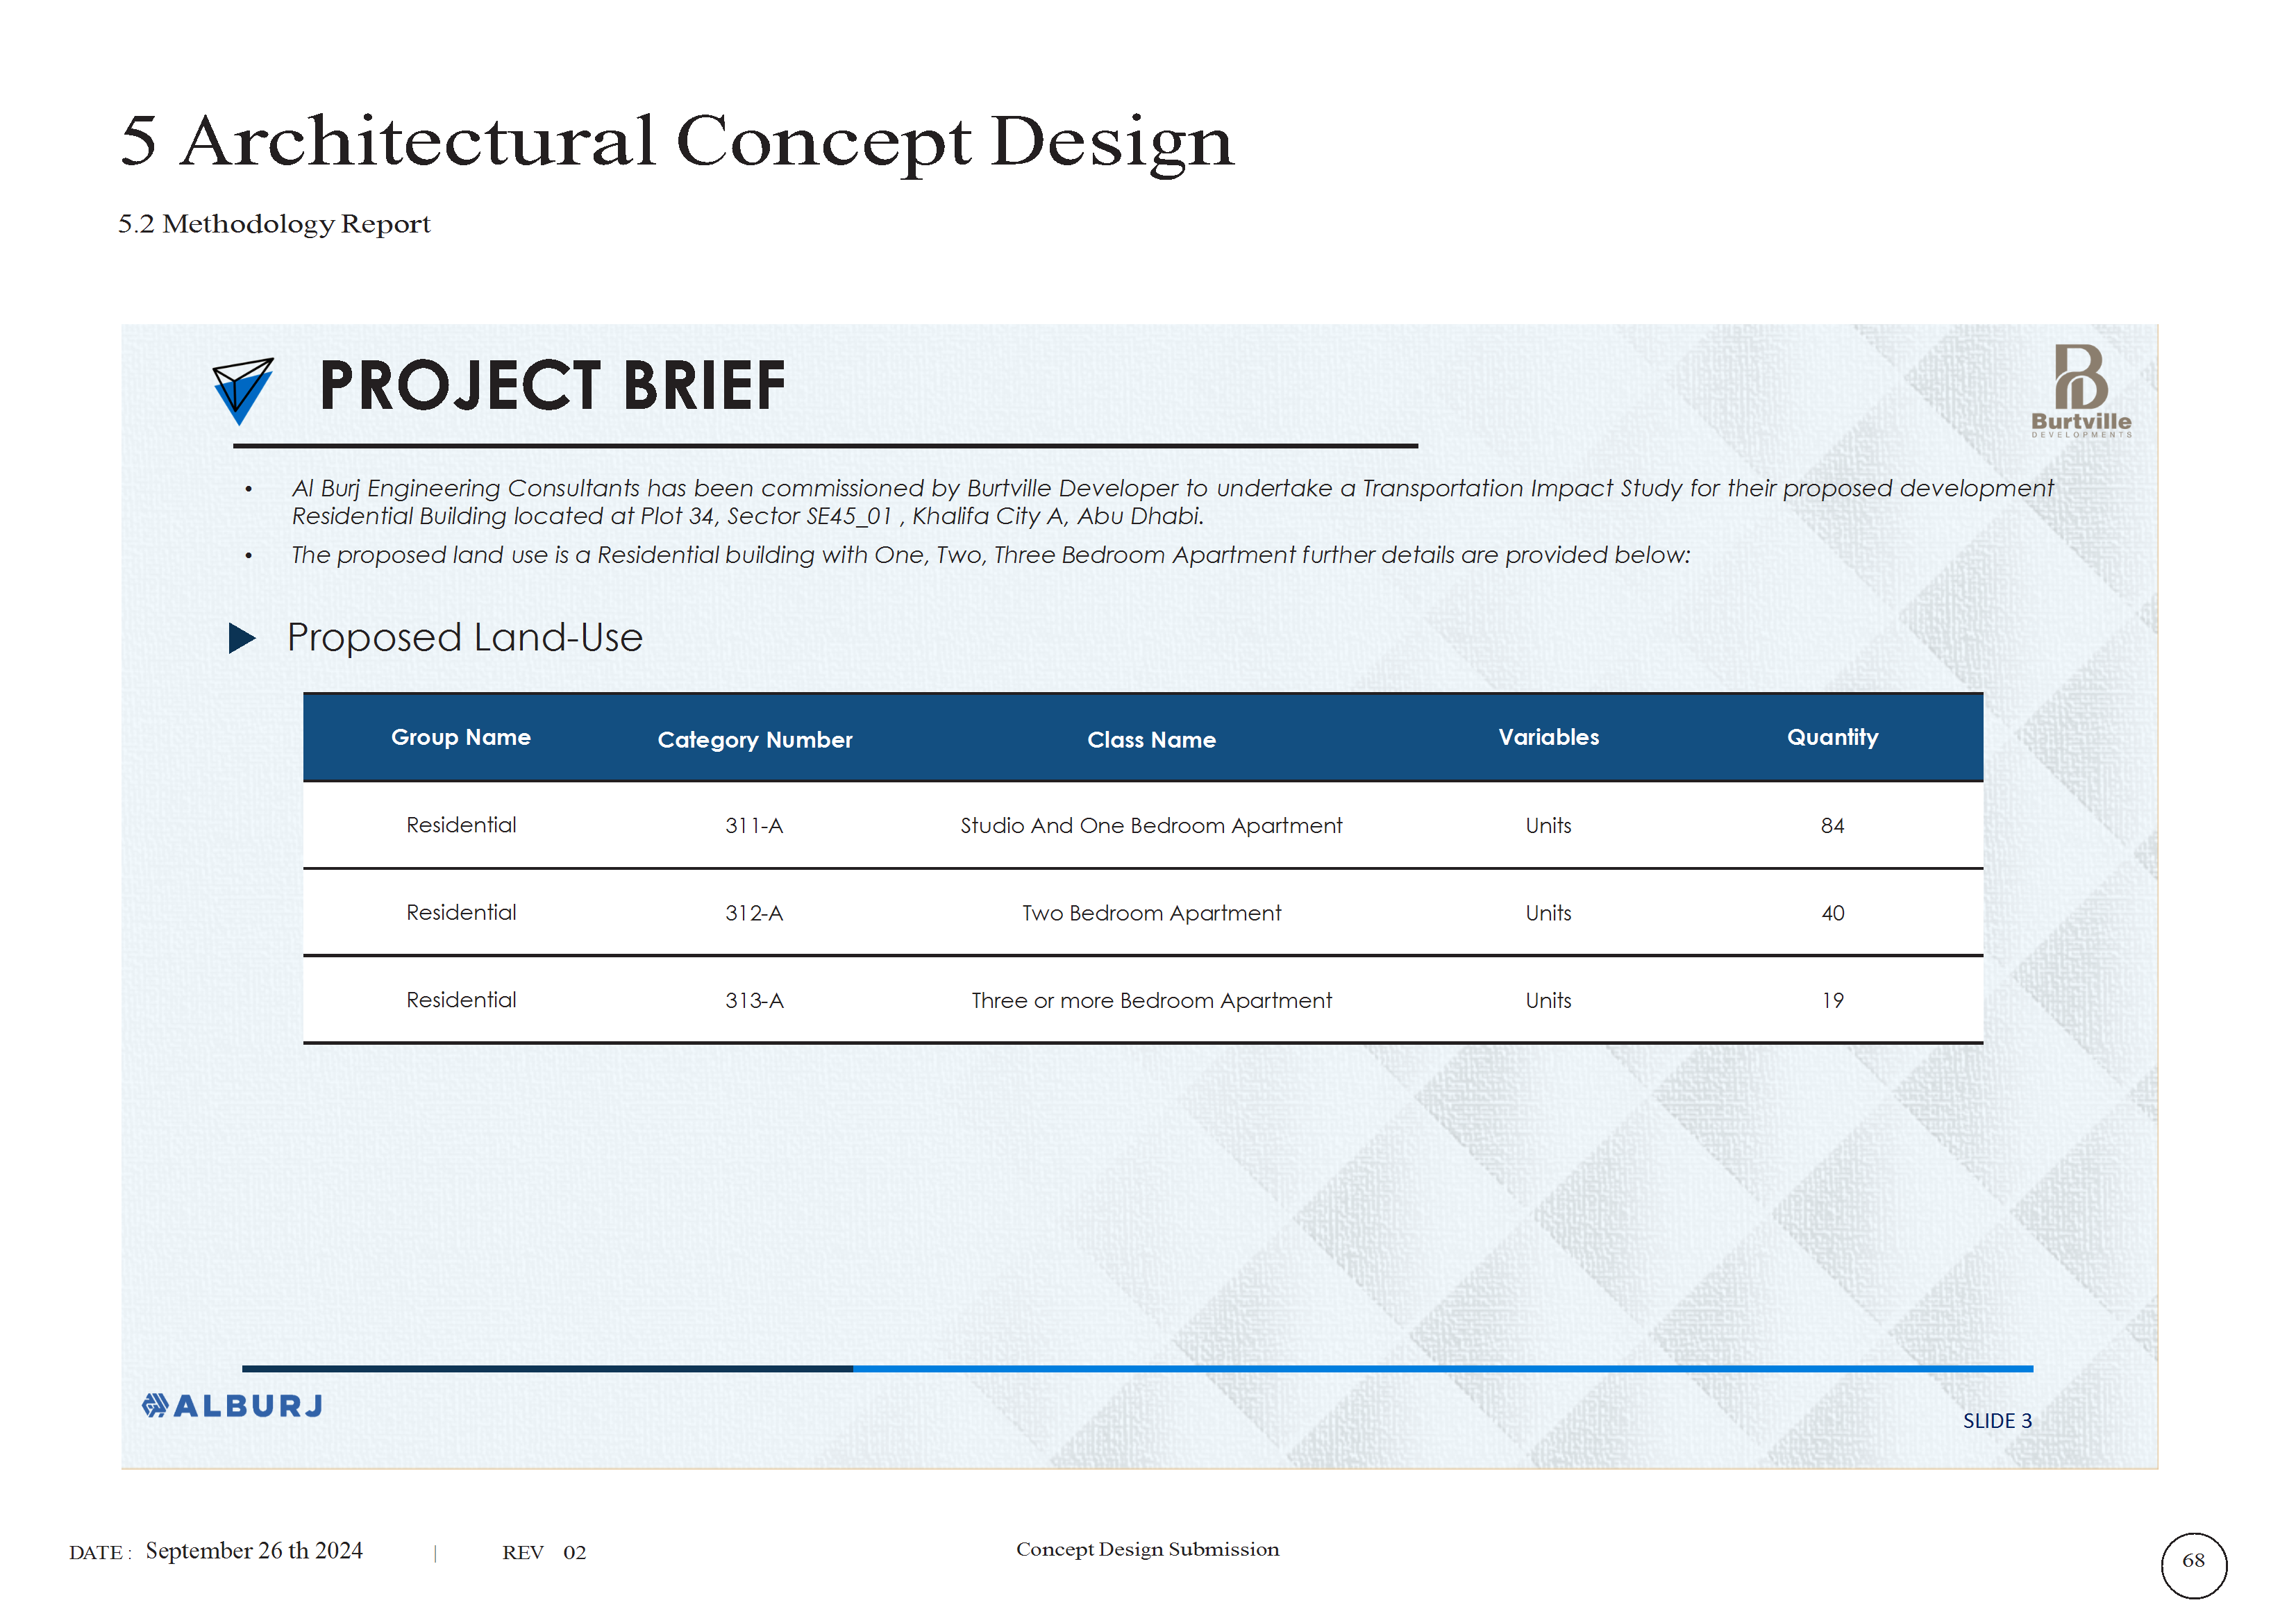 5 Architectural Concept Design
5.2 Methodology Report
PROJECT BRIEF
Burtville
DEVELOPMENTS
• Al Burj Engineering Consultants has been commissioned by Burtville Developer to undertake a Transportation Impact Study for their proposed development
Residential Building located at Plot 34, Sector SE45_01 , Khalifa City A, Abu Dhabi.
• The proposed land use is a Residential building with One, Two, Three Bedroom Apartment further details are provided below:
Proposed Land-Use
Group Name Category Number Class Name Variables Quantity
Residential 311-A Studio And One Bedroom Apartment Units 84
Residential 312-A Two Bedroom Apartment Units 40
Residential 313-A Three or more Bedroom Apartment Units 19
ALBURJ
SLIDE 3
DATE : September 26 th 2024 | REV 02 Concept Design Submission 68